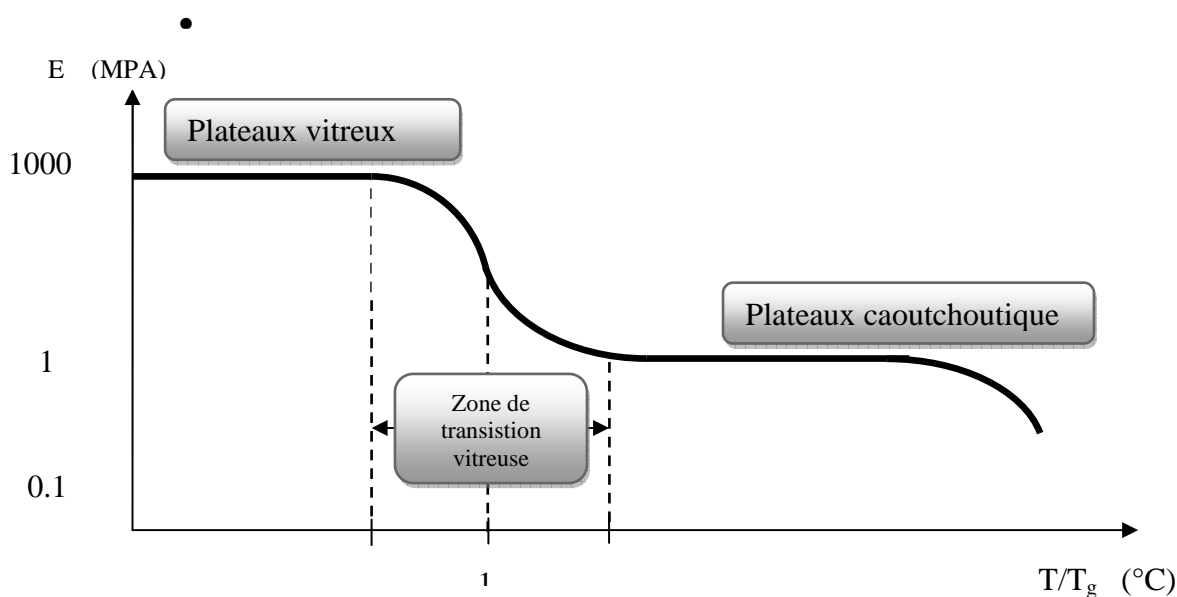 E (MPA)
Plateaux vitreux
1000
Plateaux caoutchoutique
1
Zone de
transistion
vitreuse
0.1
1
T/Tg (°C)